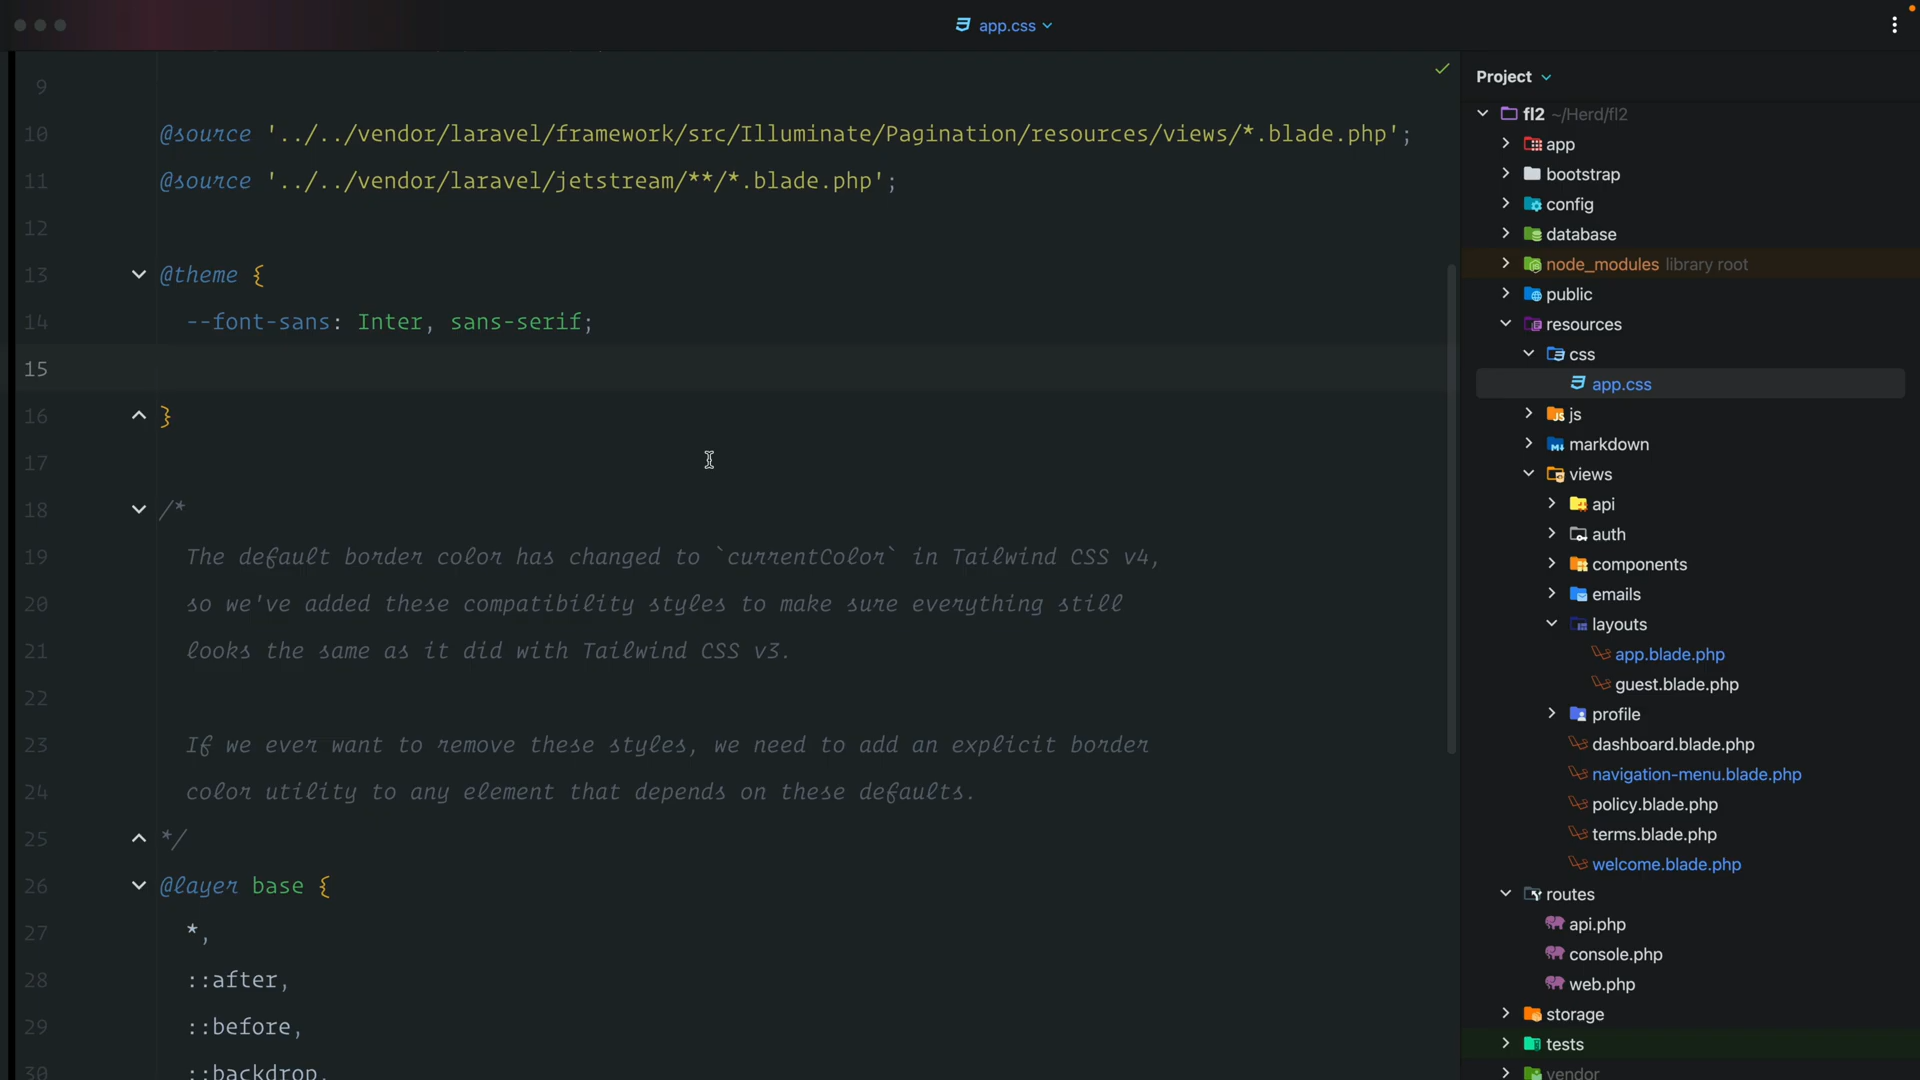 app.css
9
10 @source '../../vendor/laravel/framework/src/Illuminate/Pagination/resources/views/*.blade.php';
11 @source '../../vendor/laravel/jetstream/**/*.blade.php';
12
13 @theme {
14 --font-sans: Inter, sans-serif;
15
16 }
17
18 /*
19 The default border color has changed to `currentColor` in Tailwind CSS v4,
20 so we've added these compatibility styles to make sure everything still
21 looks the same as it did with Tailwind CSS v3.
22
23 If we ever want to remove these styles, we need to add an explicit border
24 color utility to any element that depends on these defaults.
25 */
26 @layer base {
27 *,
28 ::after,
29 ::before,
30 ::backdrop,
Project
fl2 ~/Herd/fl2
app
bootstrap
config
database
node_modules library root
public
resources
css
app.css
js
markdown
views
api
auth
components
emails
layouts
app.blade.php
guest.blade.php
profile
dashboard.blade.php
navigation-menu.blade.php
policy.blade.php
terms.blade.php
welcome.blade.php
routes
api.php
console.php
web.php
storage
tests
vendor